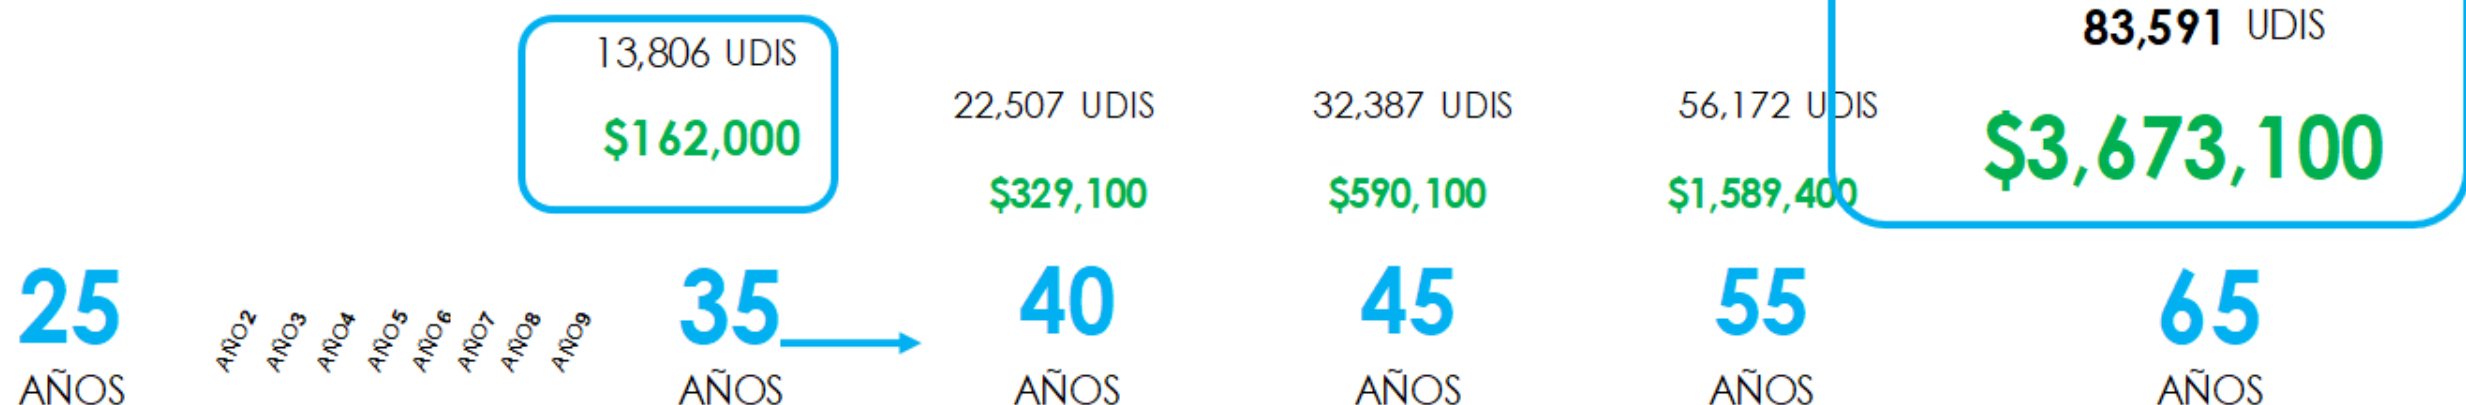 13,806 UDIS
$162,000
22,507 UDIS
$329,100
32,387 UDIS
$590,100
56,172 UDIS
$1,589,400
83,591 UDIS
$3,673,100
25
AÑOS
AÑO2
AÑO3
AÑO4
AÑO5
AÑO6
AÑO7
AÑO8
AÑO9
35
AÑOS
40
AÑOS
45
AÑOS
55
AÑOS
65
AÑOS